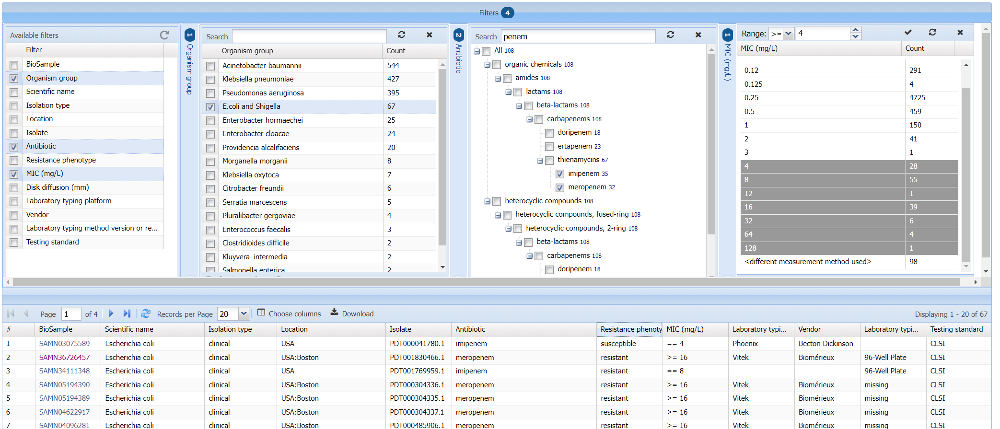 Filters 4
Available filters
Filter
BioSample
Organism group
Scientific name
Isolation type
Location
Isolate
Antibiotic
Resistance phenotype
MIC (mg/L)
Disk diffusion (mm)
Laboratory typing platform
Vendor
Laboratory typing method version or re...
Testing standard
1 Organism group
Search
Organism group Count
Acinetobacter baumannii 544
Klebsiella pneumoniae 427
Pseudomonas aeruginosa 395
E.coli and Shigella 67
Enterobacter hormaechei 25
Enterobacter cloacae 24
Providencia alcalifaciens 20
Morganella morganii 8
Klebsiella oxytoca 7
Citrobacter freundii 6
Serratia marcescens 5
Pluralibacter gergoviae 4
Enterococcus faecalis 3
Clostridioides difficile 2
Kluyvera_intermedia 2
Salmonella enterica 2
2 Antibiotic
Search penem
All 108
organic chemicals 108
amides 108
lactams 108
beta-lactams 108
carbapenems 108
doripenem 18
ertapenem 23
thienamycins 67
imipenem 35
meropenem 32
heterocyclic compounds 108
heterocyclic compounds, fused-ring 108
heterocyclic compounds, 2-ring 108
beta-lactams 108
carbapenems 108
doripenem 18
1 MIC (mg/L)
Range: >= 4
MIC (mg/L) Count
0.12 291
0.125 4
0.25 4725
0.5 459
1 150
2 41
3 1
4 28
8 55
12 1
16 39
32 6
64 4
128 1
<different measurement method used> 98
Page 1 of 4 Records per Page 20 Choose columns Download Displaying 1 - 20 of 67
# BioSample Scientific name Isolation type Location Isolate Antibiotic Resistance phenoty MIC (mg/L) Laboratory typi... Vendor Laboratory typi... Testing standard
1 SAMN03075589 Escherichia coli clinical USA PDT000041780.1 imipenem susceptible == 4 Phoenix Becton Dickinson CLSI
2 SAMN36726457 Escherichia coli clinical USA:Boston PDT001830466.1 meropenem resistant >= 16 Vitek Biomérieux 96-Well Plate CLSI
3 SAMN34111348 Escherichia coli clinical USA PDT001769959.1 imipenem resistant == 8 96-Well Plate CLSI
4 SAMN05194390 Escherichia coli clinical USA:Boston PDT000304336.1 meropenem resistant >= 16 Vitek Biomérieux missing CLSI
5 SAMN05194389 Escherichia coli clinical USA:Boston PDT000304335.1 meropenem resistant >= 16 Vitek Biomérieux missing CLSI
6 SAMN04622917 Escherichia coli clinical USA:Boston PDT000304337.1 meropenem resistant >= 16 Vitek Biomérieux missing CLSI
7 SAMN04096281 Escherichia coli clinical USA:Boston PDT000485906.1 meropenem resistant >= 16 Vitek Biomérieux missing CLSI